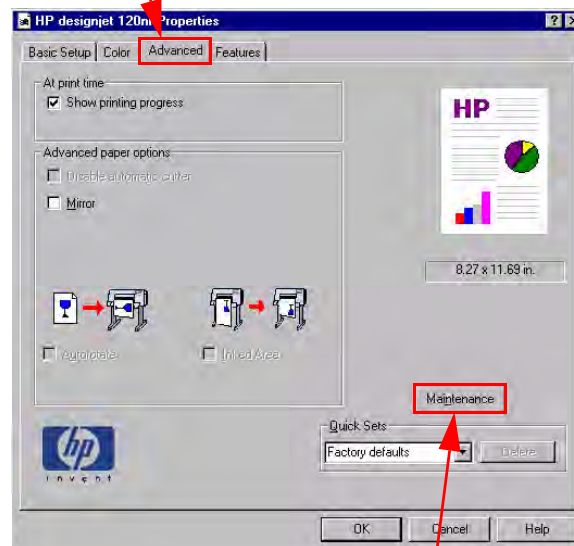 HP designjet 120nr Properties
Basic Setup Color Advanced Features
At print time
Show printing progress
HP
Advanced paper options
Disable automatic cutter
Mirror
8.27 x 11.69 in.
Autorotate
Inked Area
Maintenance
Quick Sets
Factory defaults
Delete
hp
invent
OK Cancel Help